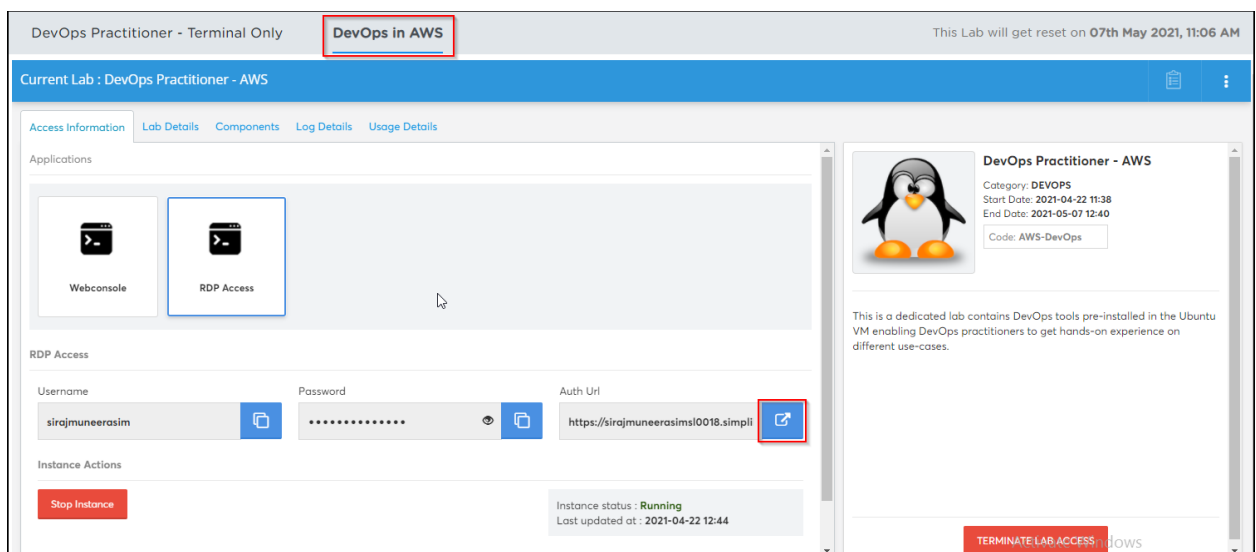 DevOps Practitioner - Terminal Only
DevOps in AWS
This Lab will get reset on 07th May 2021, 11:06 AM
Current Lab : DevOps Practitioner - AWS
Access Information
Lab Details
Components
Log Details
Usage Details
Applications
Webconsole
RDP Access
RDP Access
Username
Password
Auth Url
sirajmuneerasim
••••••••••••••
https://sirajmuneerasimsl0018.simpli
Instance Actions
Stop Instance
Instance status : Running
Last updated at : 2021-04-22 12:44
DevOps Practitioner - AWS
Category: DEVOPS
Start Date: 2021-04-22 11:38
End Date: 2021-05-07 12:40
Code: AWS-DevOps
This is a dedicated lab contains DevOps tools pre-installed in the Ubuntu
VM enabling DevOps practitioners to get hands-on experience on
different use-cases.
TERMINATE LAB ACCESS